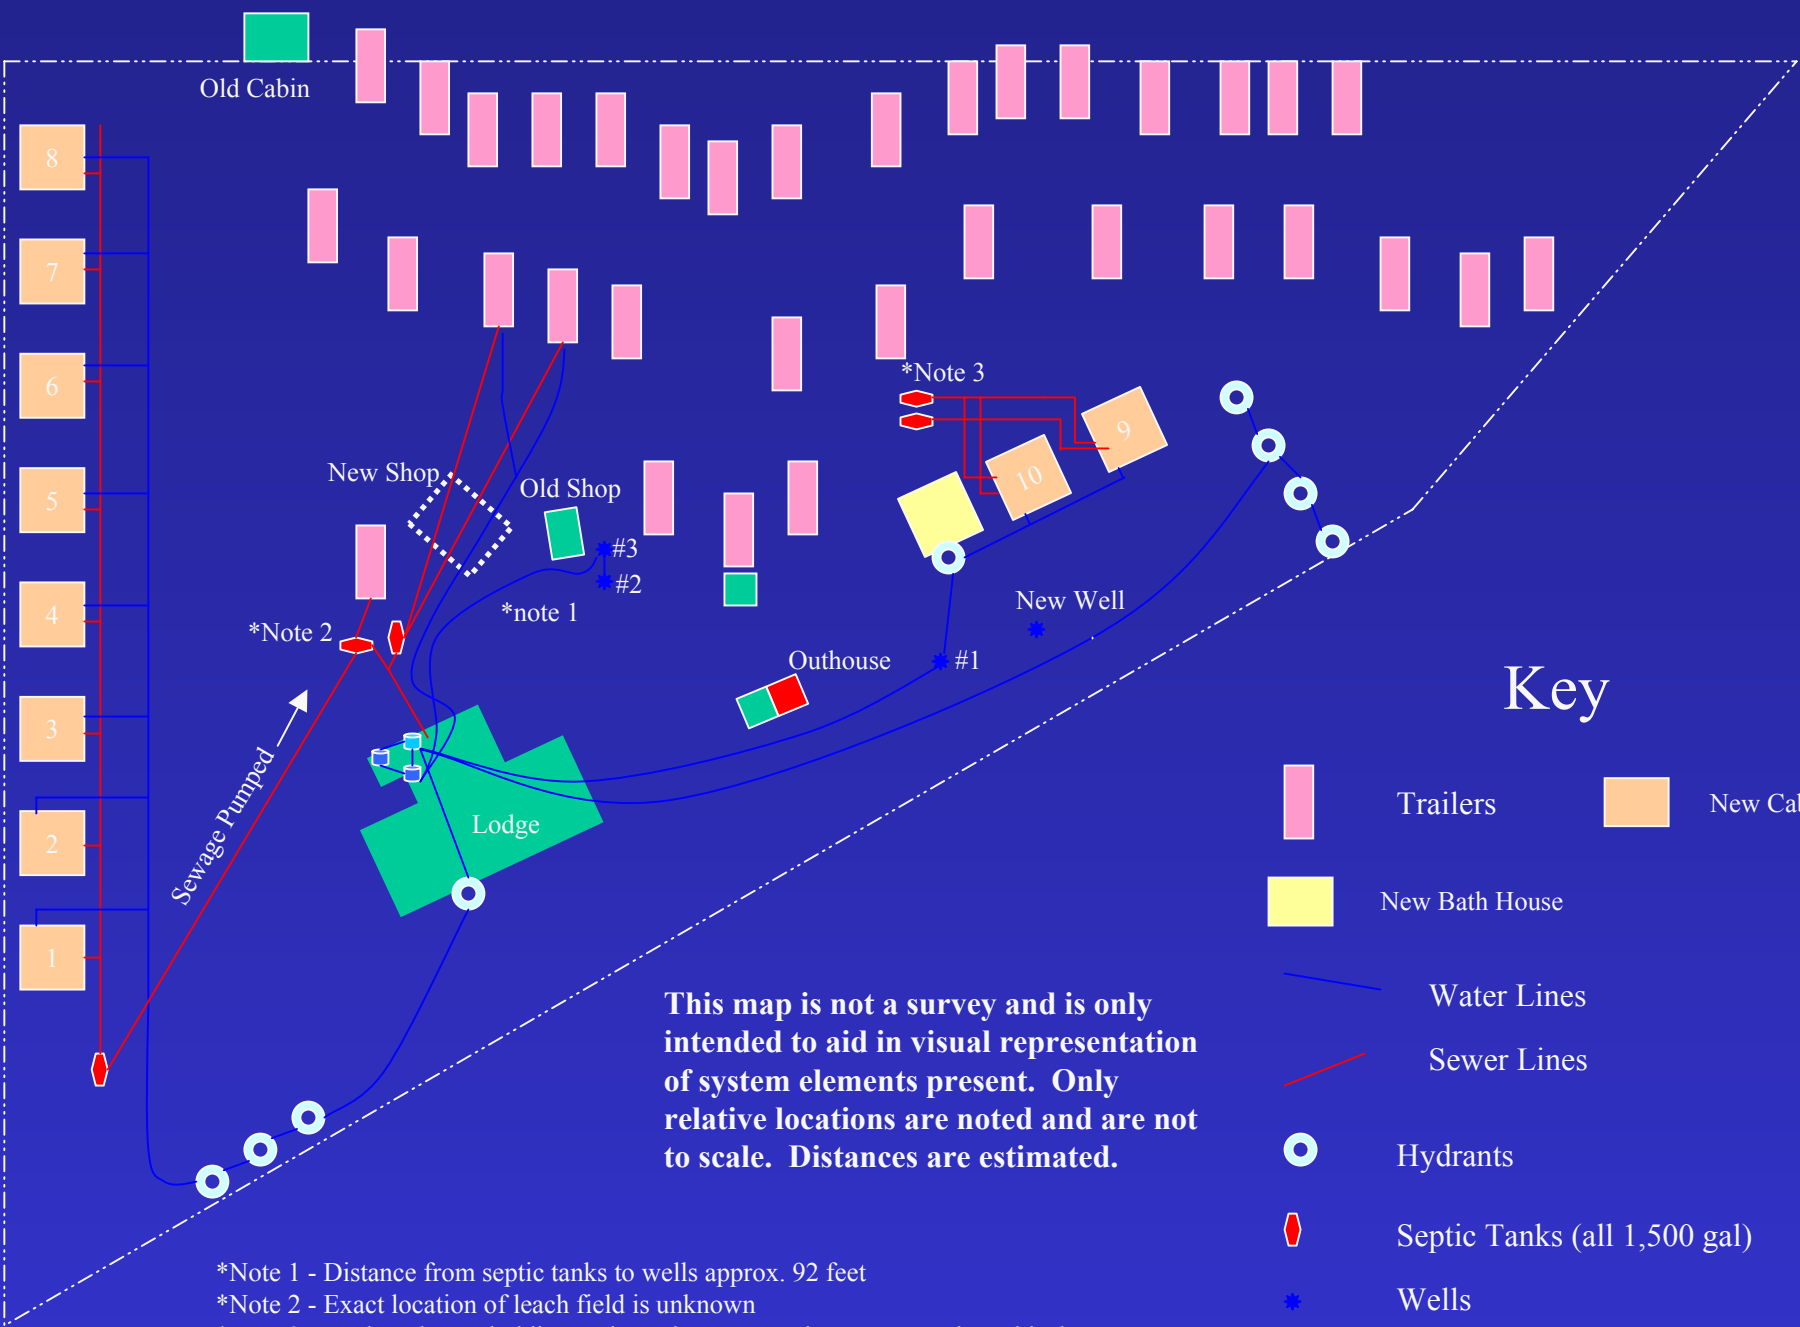 Old Cabin
8
7
6
5
4
3
2
1
*Note 3
9
10
New Shop
Old Shop
#3
#2
*note 1
*Note 2
New Well
#1
Outhouse
Sewage Pumped
Lodge
Key
Trailers
New Cab
New Bath House
Water Lines
Sewer Lines
Hydrants
Septic Tanks (all 1,500 gal)
Wells
This map is not a survey and is only
intended to aid in visual representation
of system elements present.  Only
relative locations are noted and are not
to scale.  Distances are estimated.
*Note 1 - Distance from septic tanks to wells approx. 92 feet
*Note 2 - Exact location of leach field is unknown